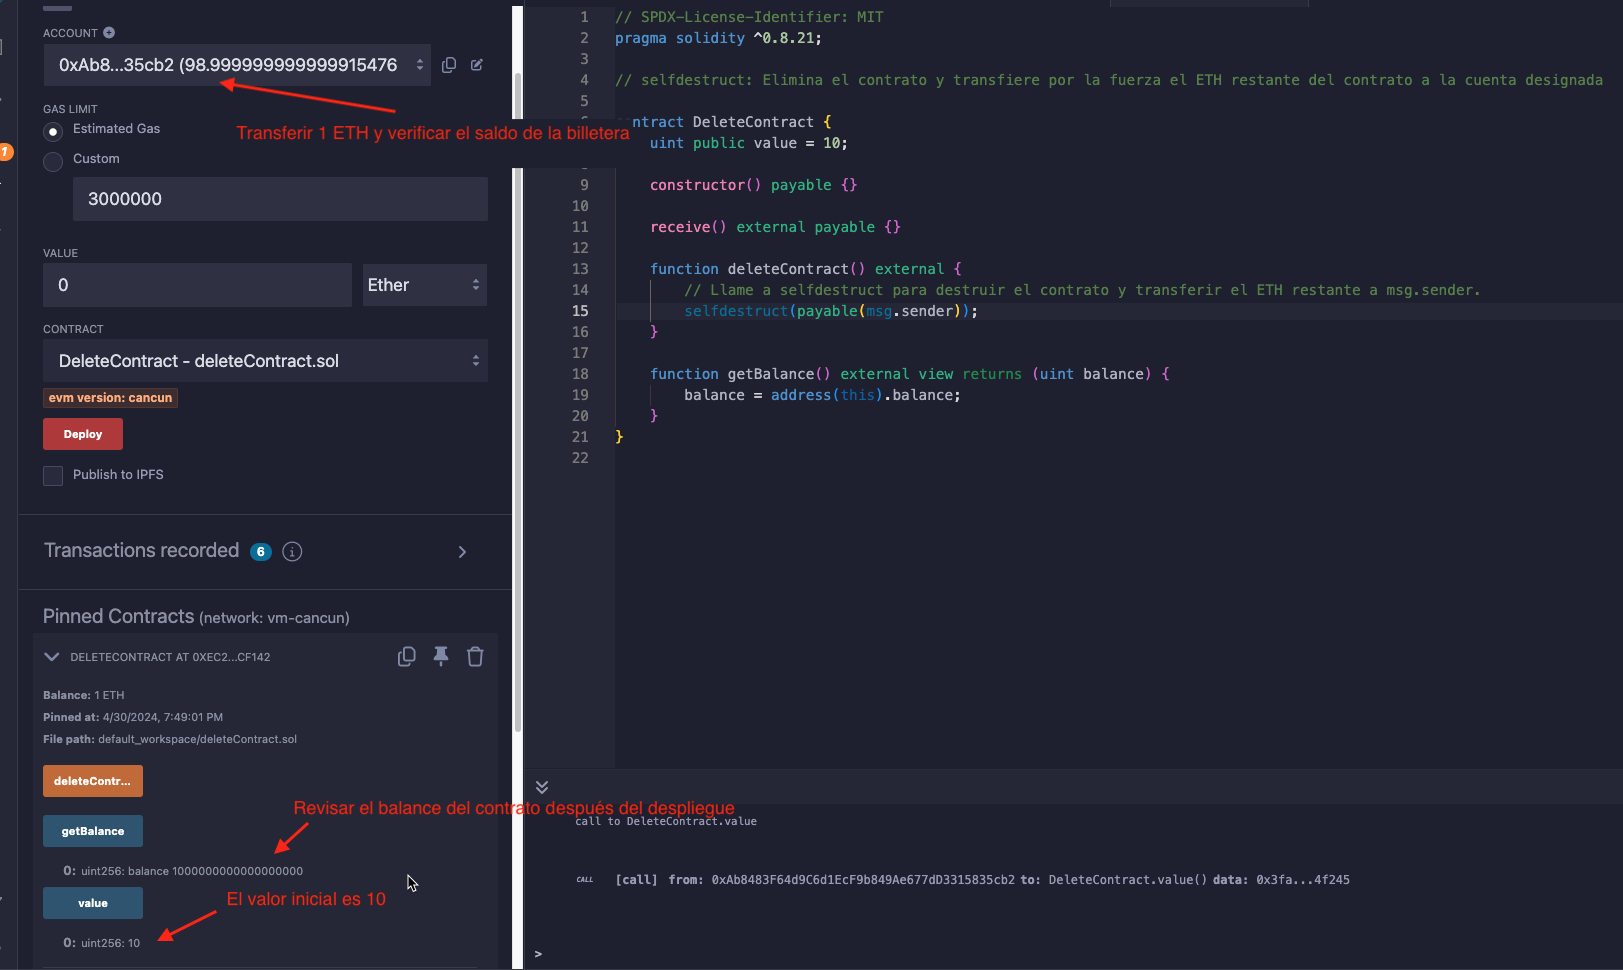 ACCOUNT
0xAb8...35cb2 (98.999999999999915476
Transferir 1 ETH y verificar el saldo de la billetera
GAS LIMIT
Estimated Gas
Custom
3000000
VALUE
0
Ether
CONTRACT
DeleteContract - deleteContract.sol
evm version: cancun
Deploy
Publish to IPFS
Transactions recorded 6 i
Pinned Contracts (network: vm-cancun)
DELETECONTRACT AT 0XEC2...CF142
Balance: 1 ETH
Pinned at: 4/30/2024, 7:49:01 PM
File path: default_workspace/deleteContract.sol
deleteContr...
Revisar el balance del contrato después del despliegue
getBalance
0: uint256: balance 1000000000000000000
value
El valor inicial es 10
0: uint256: 10
1
1 // SPDX-License-Identifier: MIT
2 pragma solidity ^0.8.21;
3
4 // selfdestruct: Elimina el contrato y transfiere por la fuerza el ETH restante del contrato a la cuenta designada
5
ntract DeleteContract {
uint public value = 10;
9 constructor() payable {}
10
11 receive() external payable {}
12
13 function deleteContract() external {
14 // Llame a selfdestruct para destruir el contrato y transferir el ETH restante a msg.sender.
15 selfdestruct(payable(msg.sender));
16 }
17
18 function getBalance() external view returns (uint balance) {
19 balance = address(this).balance;
20 }
21 }
22
call to DeleteContract.value
CALL [call] from: 0xAb8483F64d9C6d1EcF9b849Ae677dD3315835cb2 to: DeleteContract.value() data: 0x3fa...4f245
>